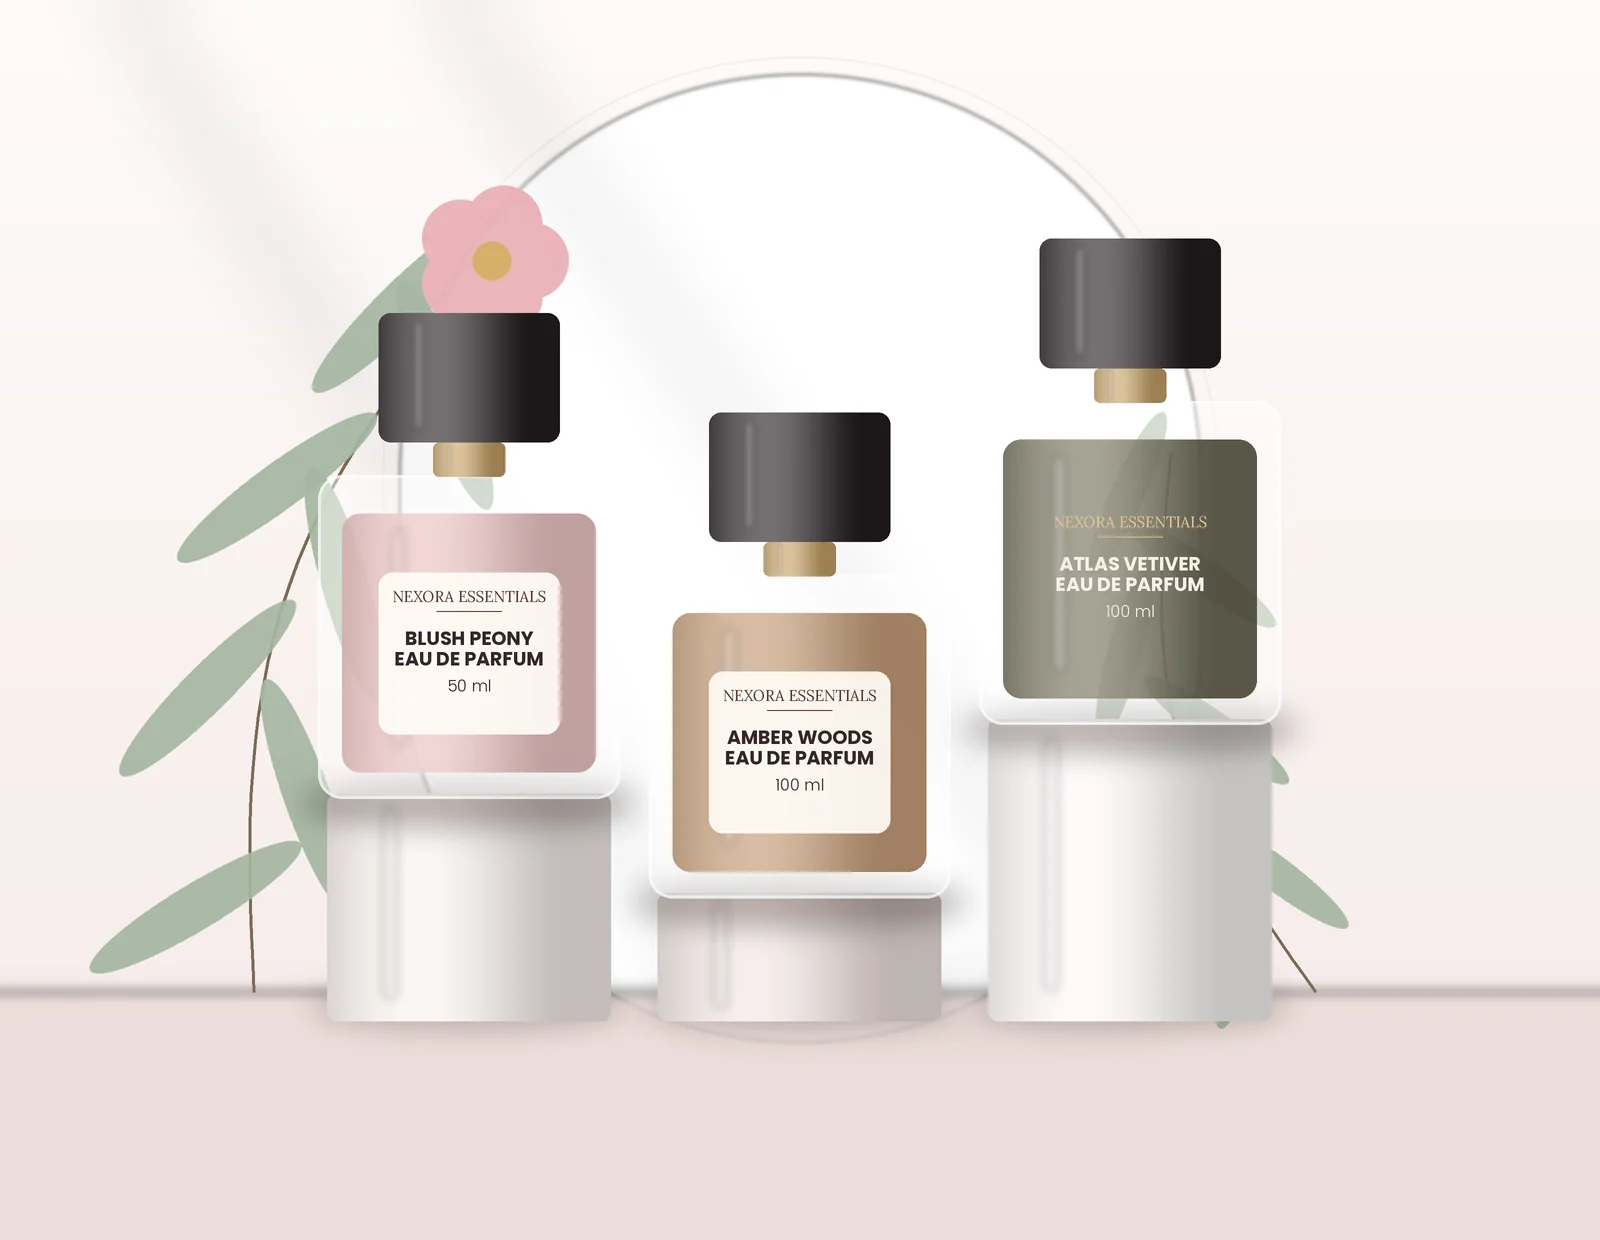 NEXORA ESSENTIALS
BLUSH PEONY
EAU DE PARFUM
50 ml
NEXORA ESSENTIALS
AMBER WOODS
EAU DE PARFUM
100 ml
NEXORA ESSENTIALS
ATLAS VETIVER
EAU DE PARFUM
100 ml